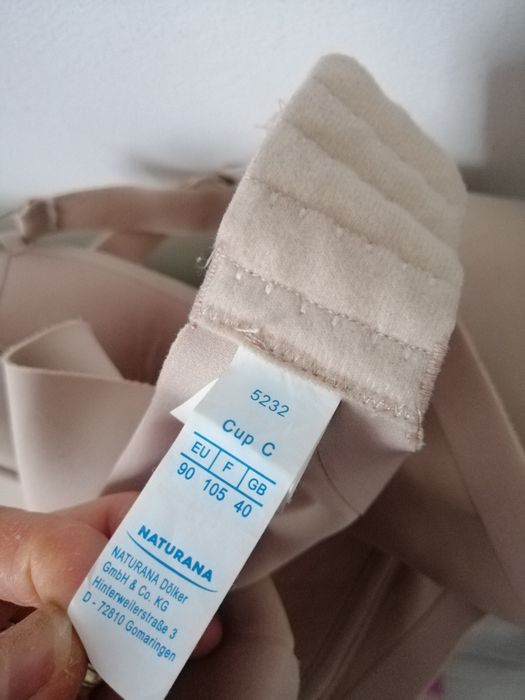 5232
Cup C
EU F GB
90 105 40
NATURANA
NATURANA Dölker
GmbH & Co. KG
Hinterweilerstraße 3
D - 72810 Gomaringen